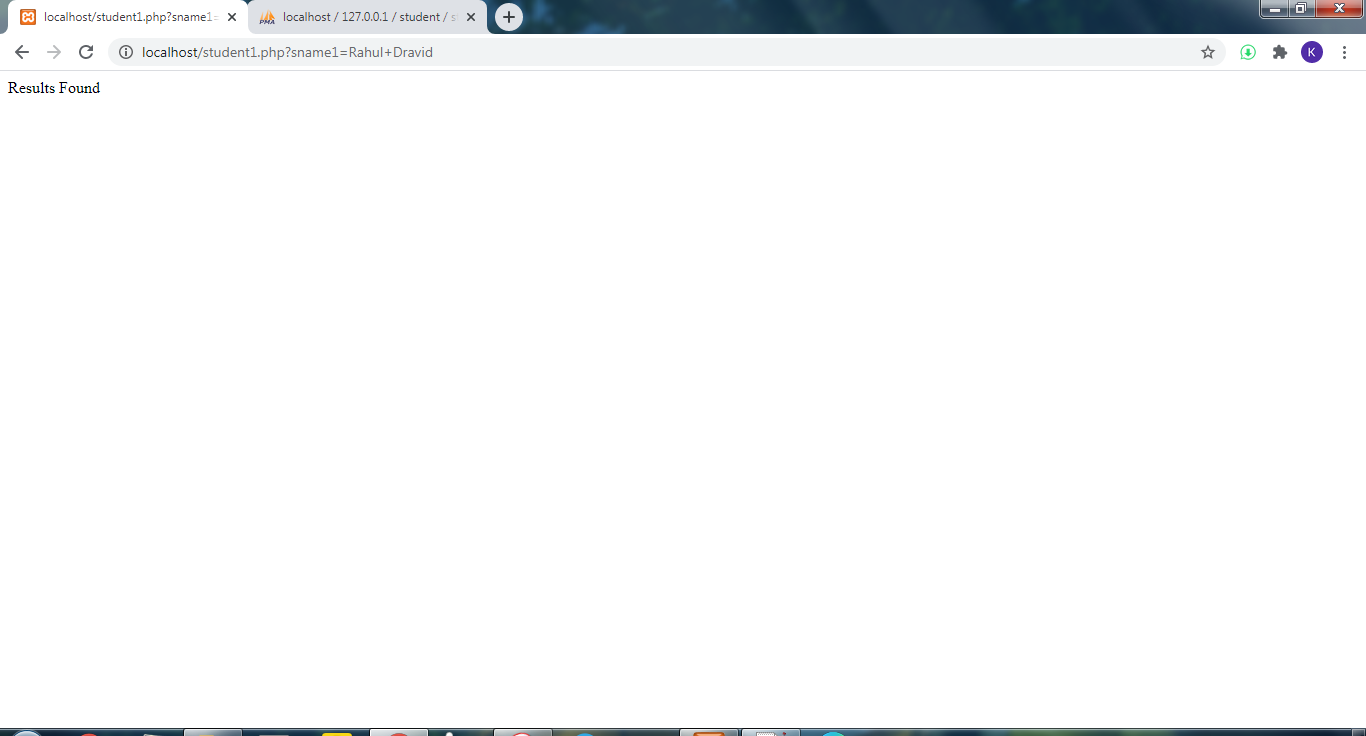 localhost/student1.php?sname1=
localhost / 127.0.0.1 / student / s
localhost/student1.php?sname1=Rahul+Dravid
K
Results Found